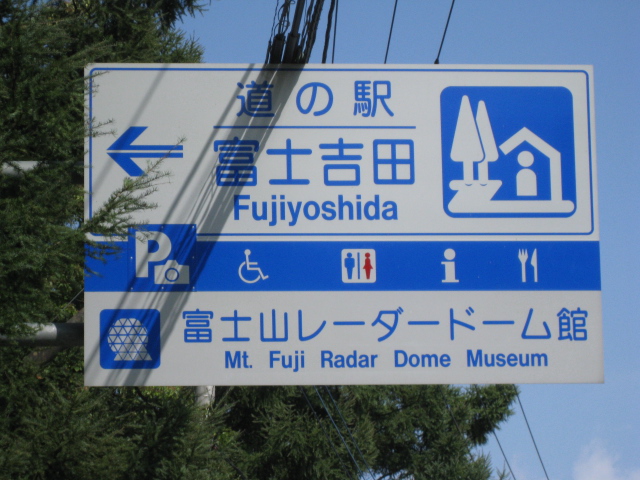 道の駅
富士吉田
Fujiyoshida
P
富士山レーダードーム館
Mt. Fuji Radar Dome Museum